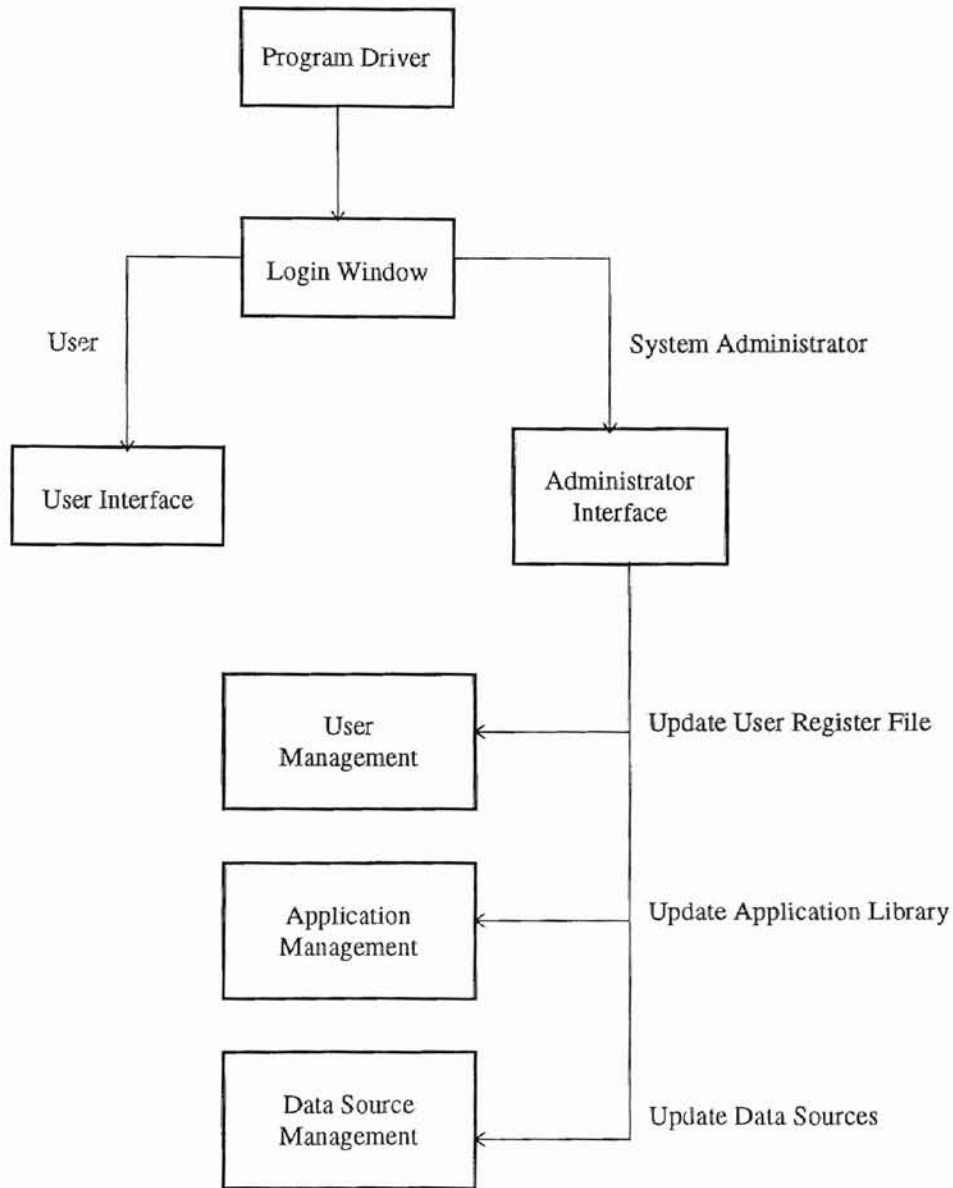 Program Driver
Login Window
User
System Administrator
User Interface
Administrator
Interface
User
Management
Update User Register File
Application
Management
Update Application Library
Data Source
Management
Update Data Sources